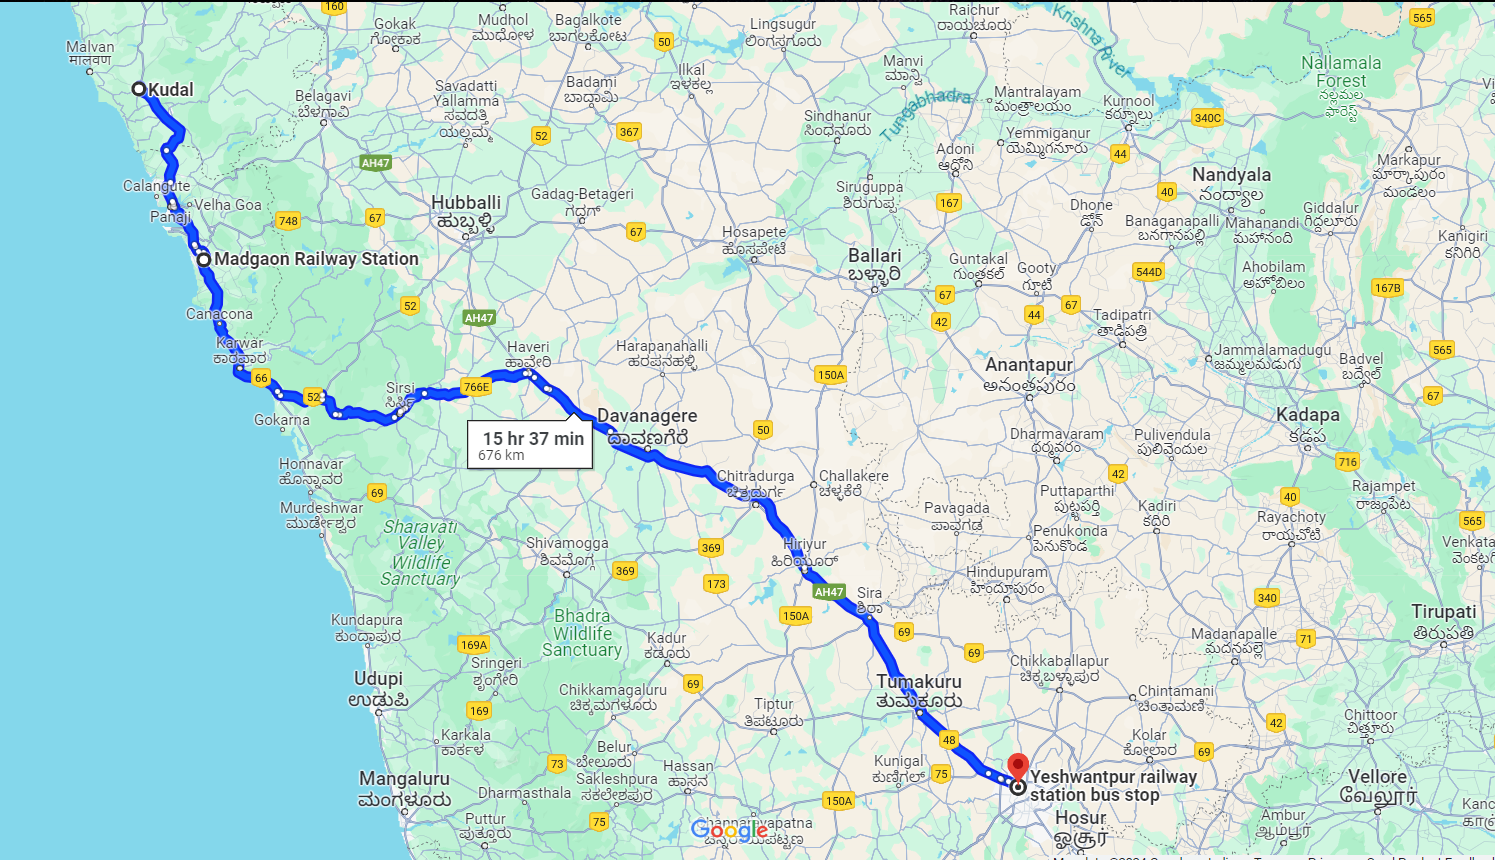 160
Gokak
ಗೋಕಾಕ
Mudhol
ಮುಧೋಳ
Bagalkote
ಬಾಗಲಕೋಟ
50
Lingsugur
ಲಿಂಗಸ್ಗೂರು
Raichur
ರಾಯಚೂರು
Krishna River
565
Malvan
मालवण
Kudal
Belagavi
ಬೆಳಗಾವಿ
Savadatti
Yallamma
ಸವದತ್ತಿ
ಯಲ್ಲಮ್ಮ
Badami
ಬಾದಾಮಿ
Ilkal
ಇಳಕಲ್ಲ
Manvi
ಮಾನ್ವಿ
Tungabhadra
Mantralayam
ಮಂತ್ರಾಲಯಂ
Kurnool
ಕರ್ನೂಲು
340C
Nallamala
Forest
నల్లమల
ఫారెస్ట్
52
367
Sindhanur
ಸಿಂಧನೂರು
Yemmiganur
ಯೆಮ್ಮಿಗನೂರು
AH47
Adoni
ಆಧೋನಿ
44
Markapur
మార్కాపురం
మండలం
Calangute
Velha Goa
Panaji
748
67
Hubballi
ಹುಬ್ಬಳ್ಳಿ
Gadag-Betageri
ಗದಗ್
67
Siruguppa
ಶಿರುಗುಪ್ಪ
167
Dhone
ಡ್ರೋನ್
40
Nandyala
నంద్యాల
Banaganapalli
ಬನಗಾನಪಲ್ಲಿ
Mahanandi
మహానంది
Giddalur
గిద్దలూరు
Kanigiri
కనిగిరి
Madgaon Railway Station
Hosapete
ಹೊಸಪೇಟೆ
Ballari
ಬಳ್ಳಾರಿ
Guntakal
గుంతకల్
Gooty
గూటి
544D
Ahobilam
అహోబిలం
167B
52
67
42
44
67
Canacona
AH47
Tadipatri
తాడిపత్రి
Karwar
ಕಾರವಾರ
Haveri
ಹಾವೇರಿ
Harapanahalli
ಹರಪನಹಳ್ಳಿ
Jammalamadugu
జమ్మలమడుగు
Badvel
బద్వేల్
565
66
52
Sirsi
ಸಿರ್ಸಿ
766E
150A
Anantapur
అనంతపురం
67
Gokarna
Davanagere
ದಾವಣಗೆರೆ
15 hr 37 min
676 km
50
Dharmavaram
ధర్మవరం
Pulivendula
పులివెందుల
Kadapa
కడప
716
Honnavar
ಹೊನ್ನಾವರ
Chitradurga
ಚಿತ್ರದುರ್ಗ
Challakere
ಚಳ್ಳಕೆರೆ
42
69
Murdeshwar
ಮುರ್ಡೇಶ್ವರ
Puttaparthi
పుట్టపర్తి
Kadiri
కదిరి
40
Rajampet
రాజంపేట
Pavagada
ಪಾವಗಡ
Rayachoty
రాయచోటి
565
Sharavati
Valley
Wildlife
Sanctuary
Shivamogga
ಶಿವಮೊಗ್ಗ
369
Hiriyur
ಹಿರಿಯೂರ್
Penukonda
పెనుకొండ
369
173
AH47
Hindupuram
హిందూపురం
340
150A
Sira
ಶಿರಾ
Kundapura
ಕುಂದಾಪುರ
Bhadra
Wildlife
Sanctuary
Kadur
ಕಡೂರು
69
Tirupati
తిరుపతి
169A
69
Madanapalle
మదనపల్లె
71
Sringeri
ಶೃಂಗೇರಿ
Chikkaballapur
ಚಿಕ್ಕಬಳ್ಳಾಪುರ
Udupi
ಉಡುಪಿ
Chikkamagaluru
ಚಿಕ್ಕಮಗಳೂರು
69
Tumakuru
ತುಮಕೂರು
Chintamani
ಚಿಂತಾಮಣಿ
169
Tiptur
ತಿಪಟೂರು
42
Chittoor
చిత్తూరు
Karkala
ಕಾರ್ಕಳ
Belur
ಬೇಲೂರು
48
Kolar
ಕೋಲಾರ
69
73
Hassan
ಹಾಸನ
Kunigal
ಕುಣಿಗಲ್
75
Yeshwantpur railway
station bus stop
Mangaluru
ಮಂಗಳೂರು
Sakleshpura
ಸಕಲೇಶಪುರ
Dharmasthala
150A
Vellore
வேலூர்
Puttur
ಪುತ್ತೂರು
75
Google
Hosur
ஓசூர்
Ambur
ஆம்பூர்